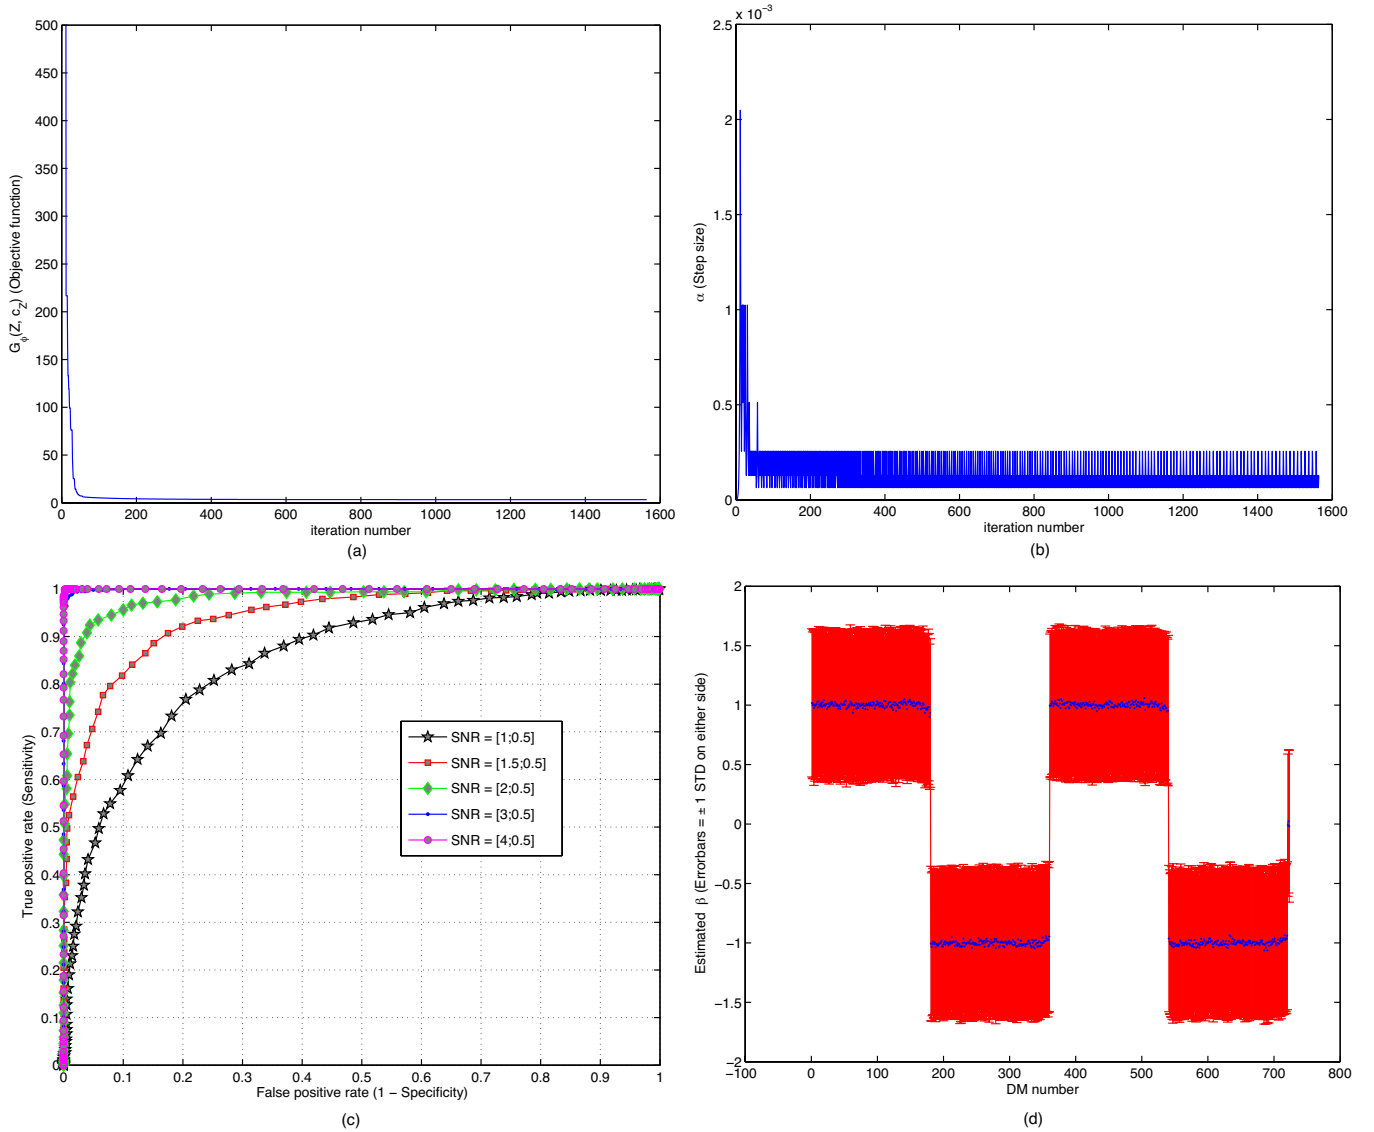 500
450
400
350
300
250
200
150
100
50
0
0 200 400 600 800 1000 1200 1400 1600
G_ϕ(Z, c_Z) (Objective function)
iteration number
(a)
x 10^−3
2.5
2
1.5
1
0.5
0
0 200 400 600 800 1000 1200 1400 1600
α (Step size)
iteration number
(b)
1
0.9
0.8
0.7
0.6
0.5
0.4
0.3
0.2
0.1
0
0 0.1 0.2 0.3 0.4 0.5 0.6 0.7 0.8 0.9 1
True positive rate (Sensitivity)
False positive rate (1 − Specificity)
SNR = [1;0.5]
SNR = [1.5;0.5]
SNR = [2;0.5]
SNR = [3;0.5]
SNR = [4;0.5]
(c)
2
1.5
1
0.5
0
−0.5
−1
−1.5
−2
−100 0 100 200 300 400 500 600 700 800
Estimated β (Errorbars = ± 1 STD on either side)
DM number
(d)